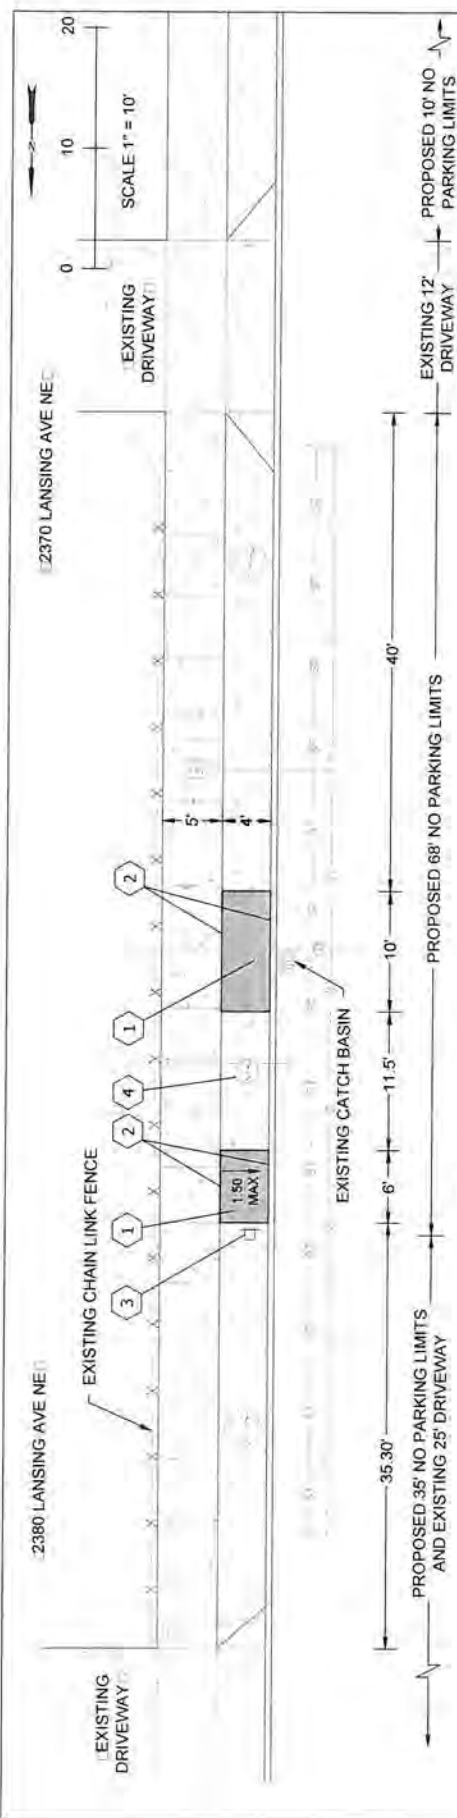 2380 LANSING AVE NE
2370 LANSING AVE NE
N
0 10 20
SCALE 1" = 10'
EXISTING
DRIVEWAY
EXISTING CHAIN LINK FENCE
3
1
2
4
1
2
EXISTING
DRIVEWAY
5'
4'
1:50
MAX
EXISTING CATCH BASIN
35.30'
6'
11.5'
10'
40'
PROPOSED 35' NO PARKING LIMITS
AND EXISTING 25' DRIVEWAY
PROPOSED 68' NO PARKING LIMITS
EXISTING 12'
DRIVEWAY
PROPOSED 10' NO
PARKING LIMITS